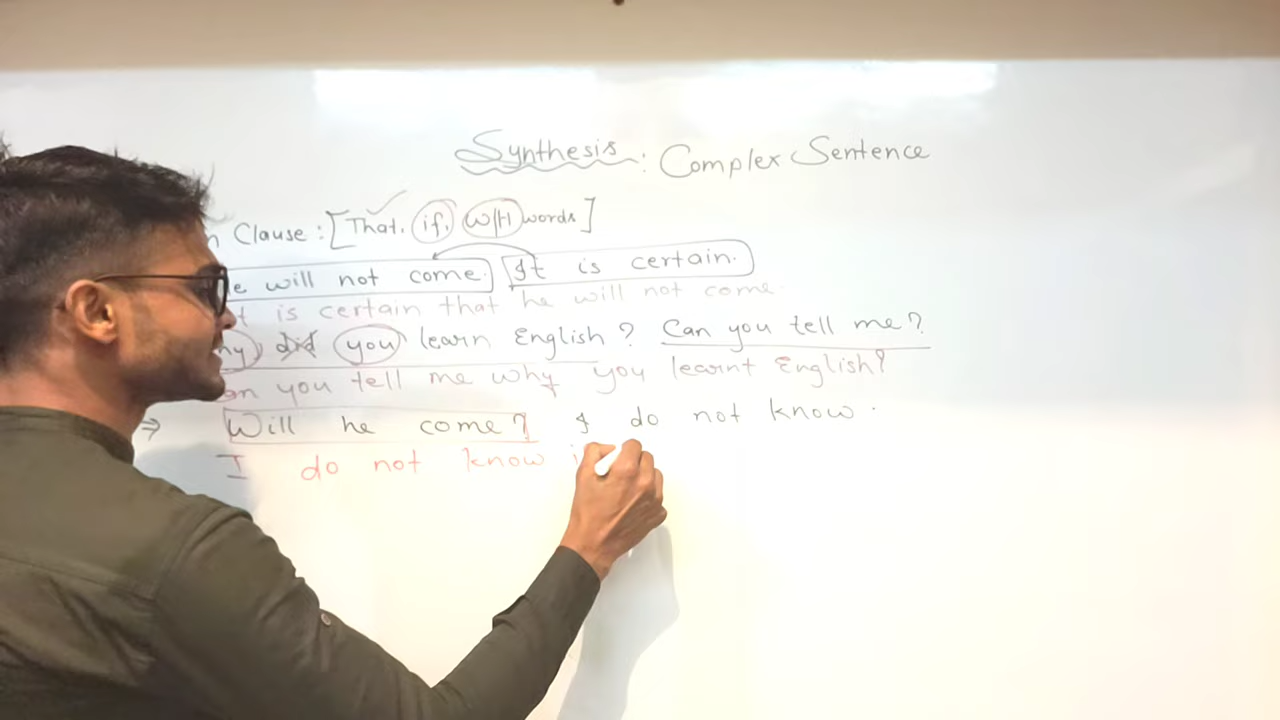 Synthesis: Complex Sentence
Clause: [That, if, W/H words]
will not come. It is certain.
is certain that he will not come.
did you learn English? Can you tell me?
you tell me why you learnt English?
⇒ Will he come? I do not know.
I do not know i